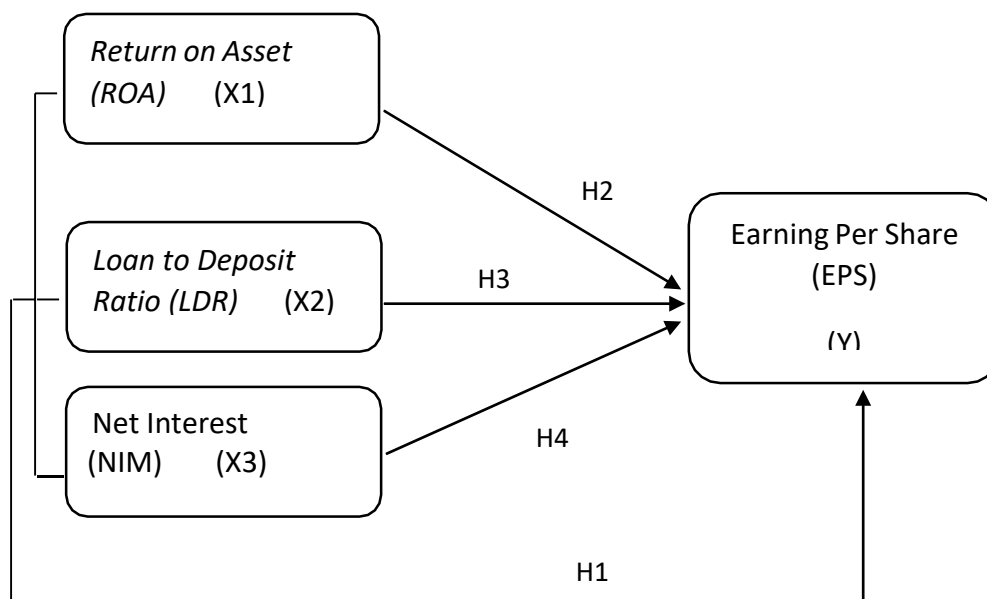 Return on Asset
(ROA) (X1)
H2
Earning Per Share
(EPS)
(Y)
Loan to Deposit
Ratio (LDR) (X2)
H3
Net Interest
(NIM) (X3)
H4
H1